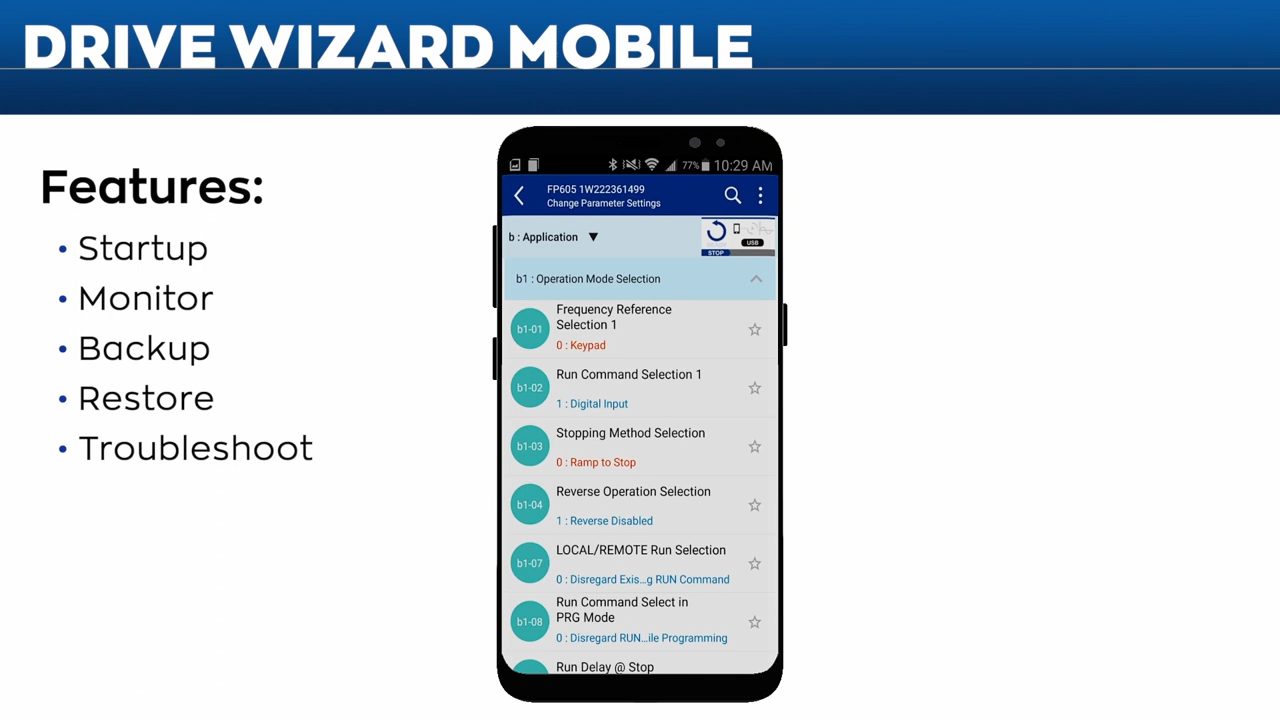 DRIVE WIZARD MOBILE
Features:
• Startup
• Monitor
• Backup
• Restore
• Troubleshoot
77% 10:29 AM
FP605 1W222361499
Change Parameter Settings
b : Application ▼
USB
STOP
b1 : Operation Mode Selection
b1-01
Frequency Reference
Selection 1
0 : Keypad
b1-02
Run Command Selection 1
1 : Digital Input
b1-03
Stopping Method Selection
0 : Ramp to Stop
b1-04
Reverse Operation Selection
1 : Reverse Disabled
b1-07
LOCAL/REMOTE Run Selection
0 : Disregard Exis...g RUN Command
b1-08
Run Command Select in
PRG Mode
0 : Disregard RUN...ile Programming
Run Delay @ Stop